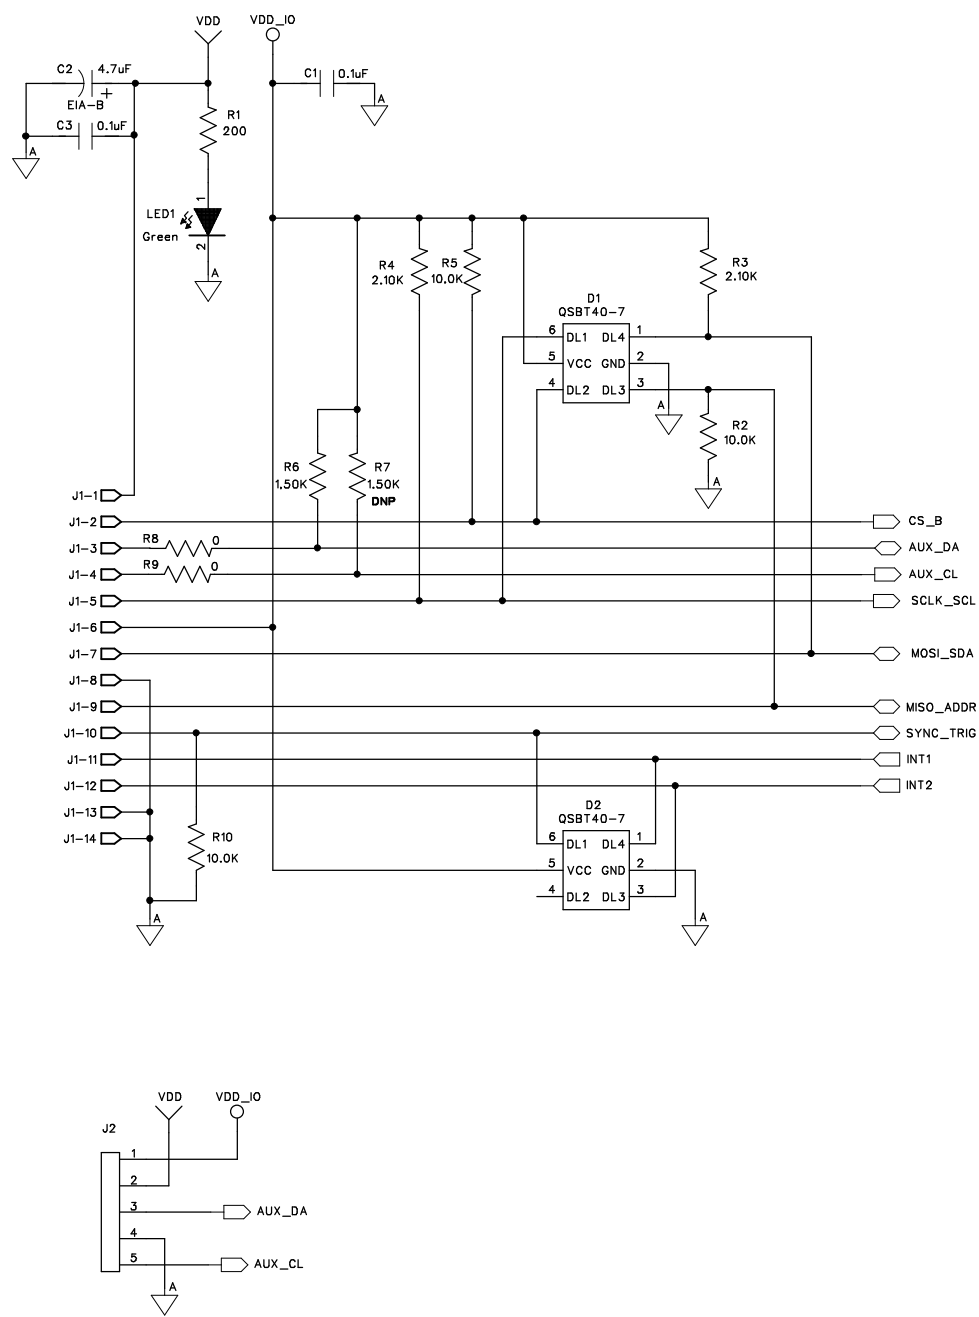 VDD VDD_IO
C2 4.7uF
EIA-B +
C3 0.1uF
A
R1
200
C1 0.1uF
A
LED1
Green
1
2
A
R4
2.10K
R5
10.0K
R3
2.10K
D1
QSBT40-7
6 DL1 DL4 1
5 VCC GND 2
4 DL2 DL3 3
A
R2
10.0K
A
R6
1.50K
R7
1.50K
DNP
J1-1
J1-2 CS_B
J1-3 R8 0 AUX_DA
J1-4 R9 0 AUX_CL
J1-5 SCLK_SCL
J1-6
J1-7 MOSI_SDA
J1-8
J1-9 MISO_ADDR
J1-10 SYNC_TRIG
J1-11 INT1
J1-12 INT2
J1-13
J1-14
R10
10.0K
A
D2
QSBT40-7
6 DL1 DL4 1
5 VCC GND 2
4 DL2 DL3 3
A
VDD VDD_IO
J2
1
2
3 AUX_DA
4
5 AUX_CL
A